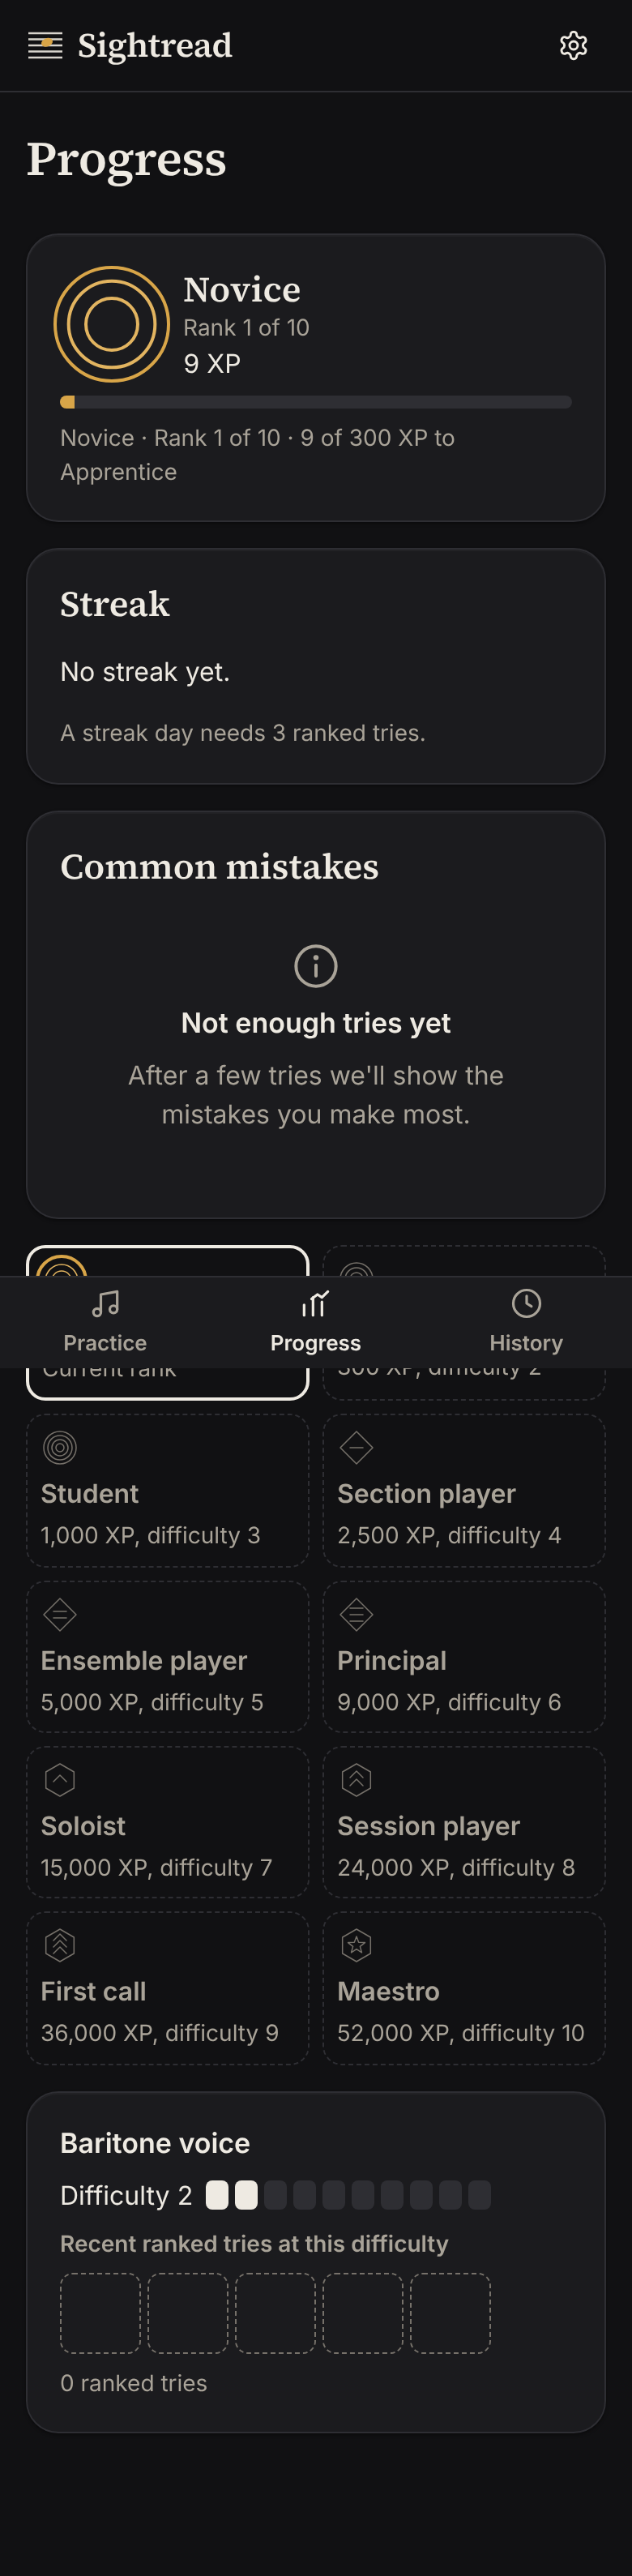 Sightread
Progress
Novice
Rank 1 of 10
9 XP
Novice · Rank 1 of 10 · 9 of 300 XP to
Apprentice
Streak
No streak yet.
A streak day needs 3 ranked tries.
Common mistakes
Not enough tries yet
After a few tries we'll show the
mistakes you make most.
Practice
Progress
History
Current rank
300 XP, difficulty 2
Student
1,000 XP, difficulty 3
Section player
2,500 XP, difficulty 4
Ensemble player
5,000 XP, difficulty 5
Principal
9,000 XP, difficulty 6
Soloist
15,000 XP, difficulty 7
Session player
24,000 XP, difficulty 8
First call
36,000 XP, difficulty 9
Maestro
52,000 XP, difficulty 10
Baritone voice
Difficulty 2
Recent ranked tries at this difficulty
0 ranked tries